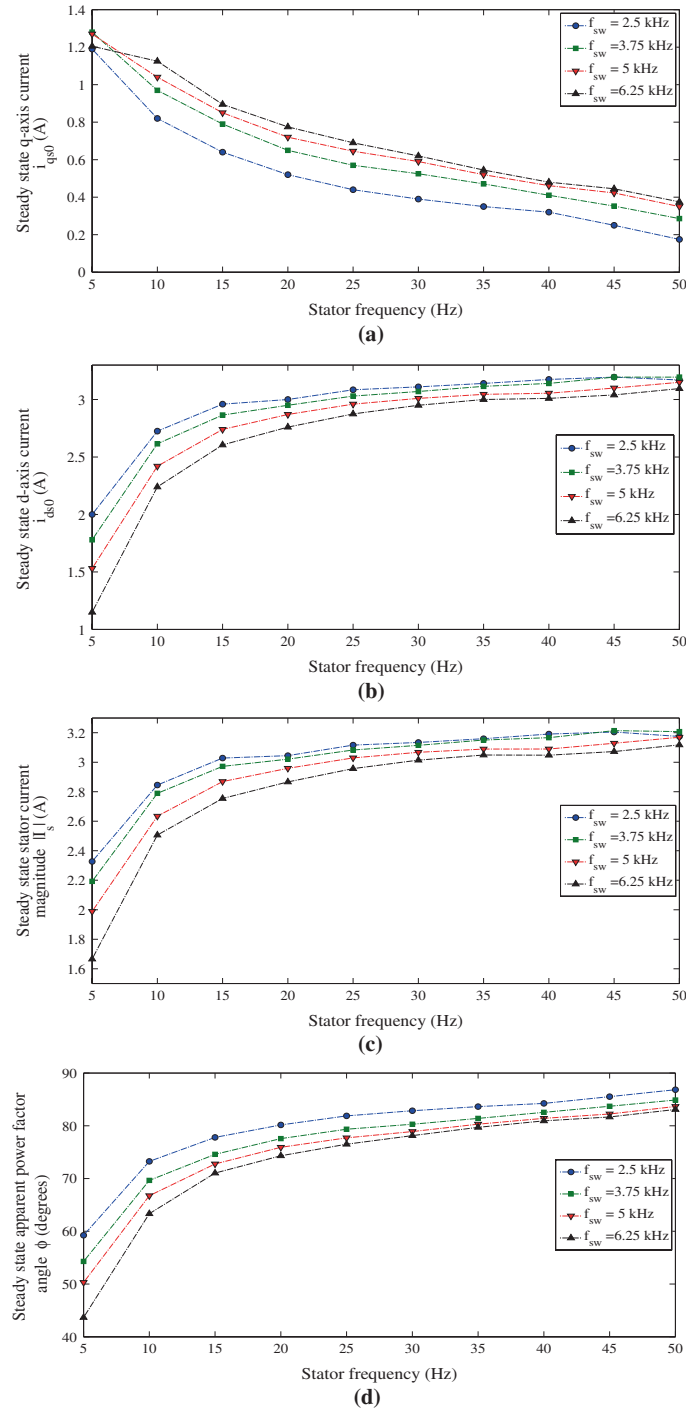 1.4
1.2
1
0.8
0.6
0.4
0.2
0
Steady state q-axis current
i_qs0 (A)
f_sw = 2.5 kHz
f_sw =3.75 kHz
f_sw = 5 kHz
f_sw =6.25 kHz
5 10 15 20 25 30 35 40 45 50
Stator frequency (Hz)
(a)
3
2.5
2
1.5
1
Steady state d-axis current
i_ds0 (A)
f_sw = 2.5 kHz
f_sw =3.75 kHz
f_sw = 5 kHz
f_sw =6.25 kHz
5 10 15 20 25 30 35 40 45 50
Stator frequency (Hz)
(b)
3.2
3
2.8
2.6
2.4
2.2
2
1.8
1.6
Steady state stator current
magnitude |I_s| (A)
f_sw = 2.5 kHz
f_sw =3.75 kHz
f_sw = 5 kHz
f_sw =6.25 kHz
5 10 15 20 25 30 35 40 45 50
Stator frequency (Hz)
(c)
90
80
70
60
50
40
Steady state apparent power factor
angle ϕ (degrees)
f_sw = 2.5 kHz
f_sw =3.75 kHz
f_sw = 5 kHz
f_sw =6.25 kHz
5 10 15 20 25 30 35 40 45 50
Stator frequency (Hz)
(d)